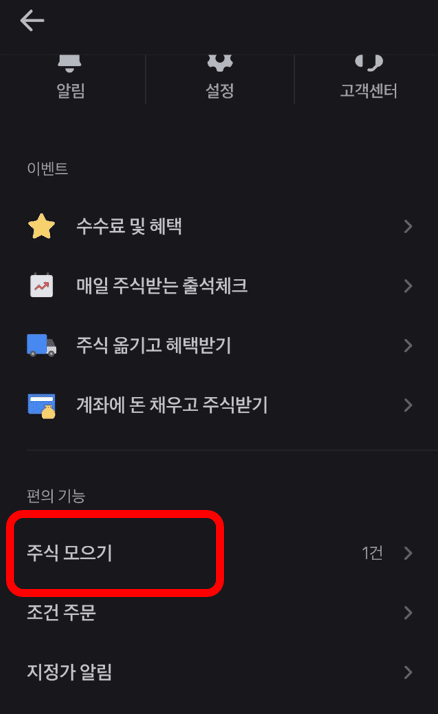 알림 설정 고객센터
이벤트
수수료 및 혜택
매일 주식받는 출석체크
주식 옮기고 혜택받기
계좌에 돈 채우고 주식받기
편의 기능
주식 모으기 1건
조건 주문
지정가 알림